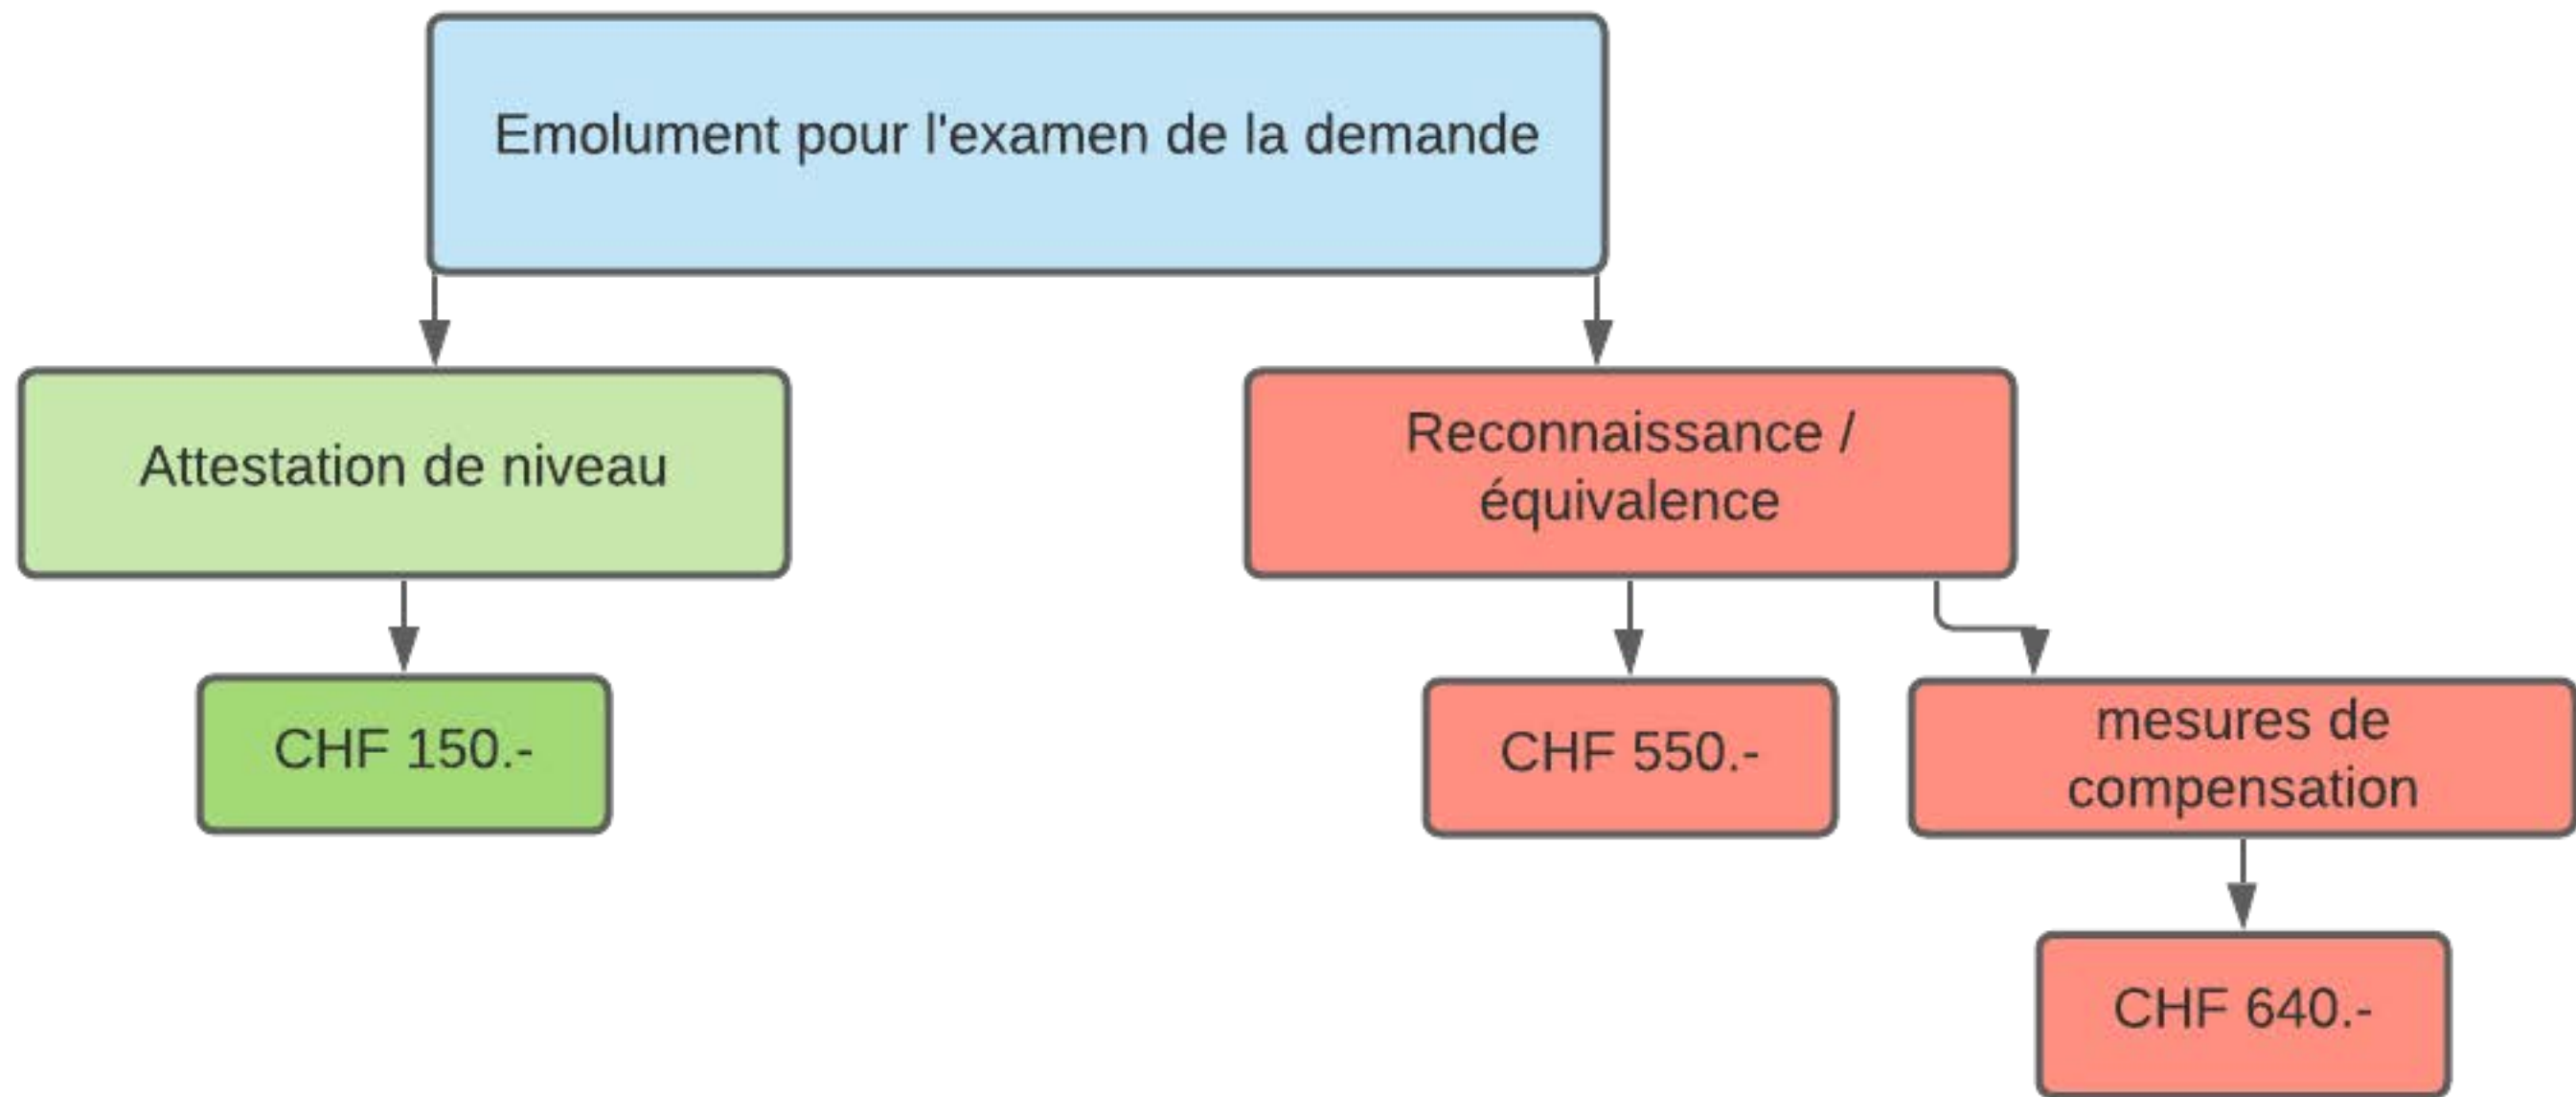 Emolument pour l'examen de la demande
Attestation de niveau
Reconnaissance /
équivalence
CHF 150.-
CHF 550.-
mesures de
compensation
CHF 640.-